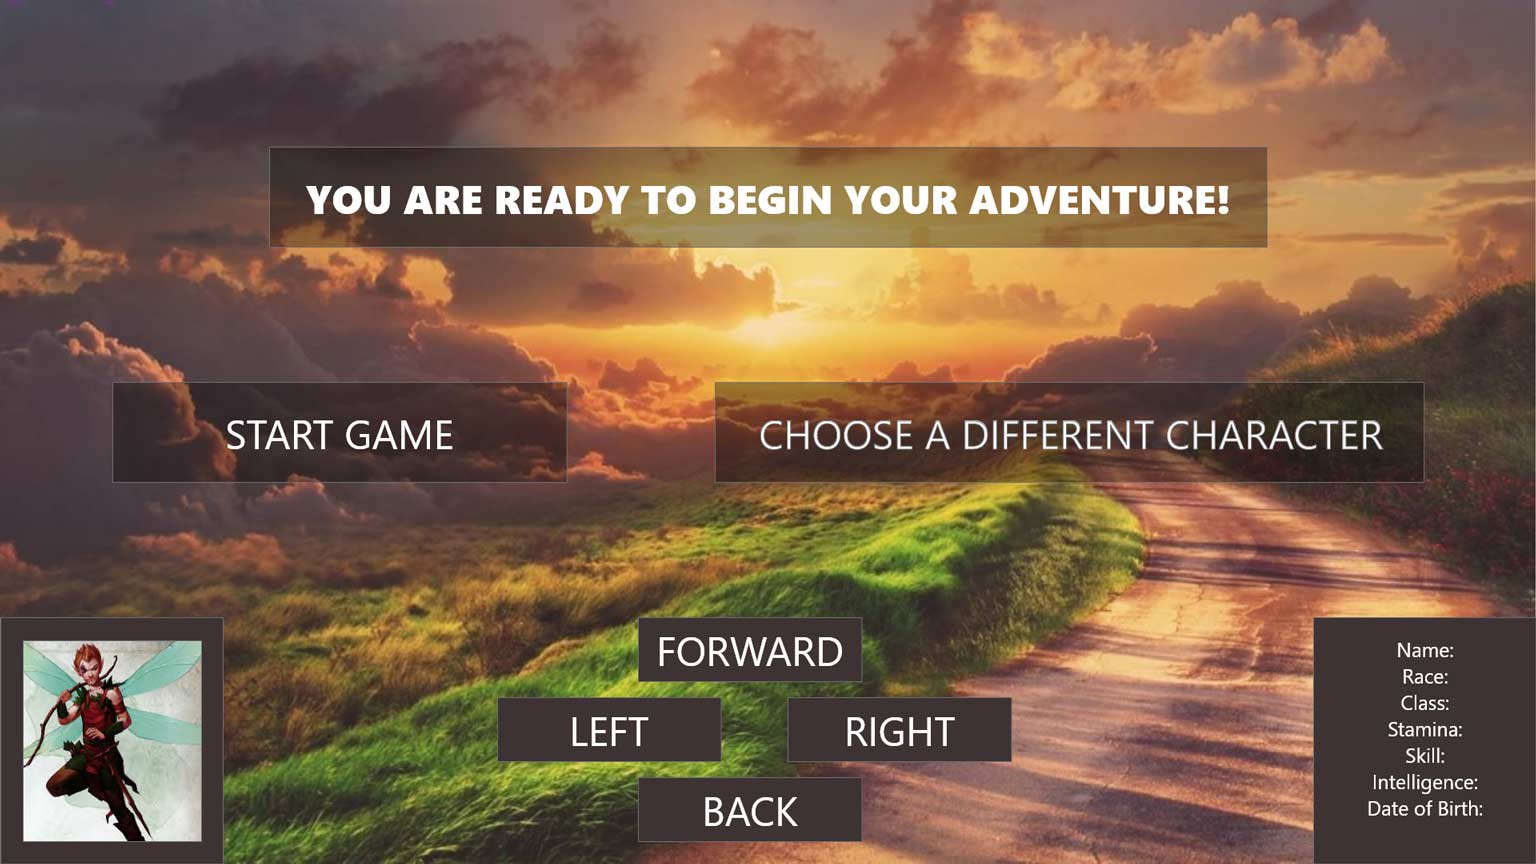 YOU ARE READY TO BEGIN YOUR ADVENTURE!
START GAME
CHOOSE A DIFFERENT CHARACTER
FORWARD
LEFT
RIGHT
BACK
Name:
Race:
Class:
Stamina:
Skill:
Intelligence:
Date of Birth: